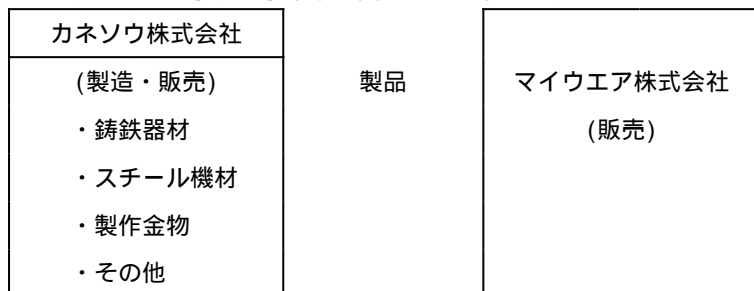 カネソウ株式会社
(製造・販売)
・鋳鉄器材
・スチール機材
・製作金物
・その他
製品
マイウエア株式会社
(販売)